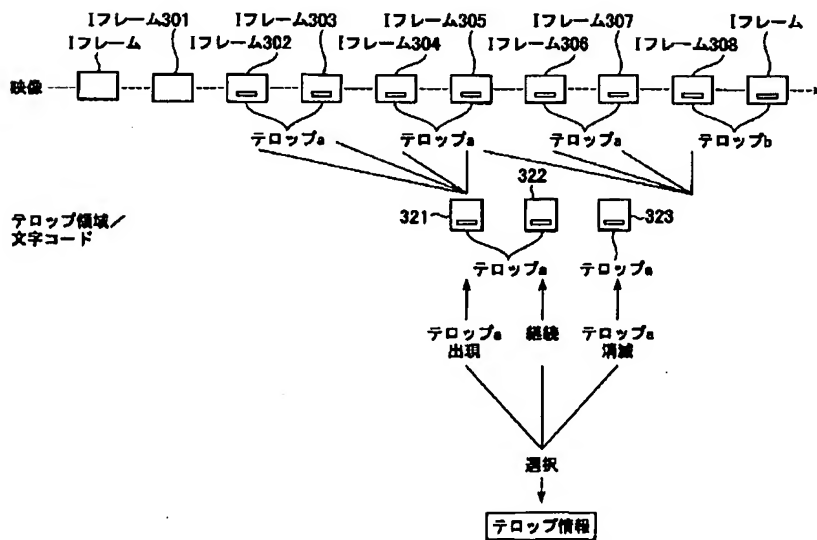 Iフレーム301 Iフレーム303 Iフレーム305 Iフレーム307
Iフレーム Iフレーム302 Iフレーム304 Iフレーム306 Iフレーム308 Iフレーム
映像
テロップa テロップa テロップa テロップb
322
321 323
テロップ領域/
文字コード
テロップa テロップa
テロップa 継続 テロップa
出現 消滅
選択
テロップ情報